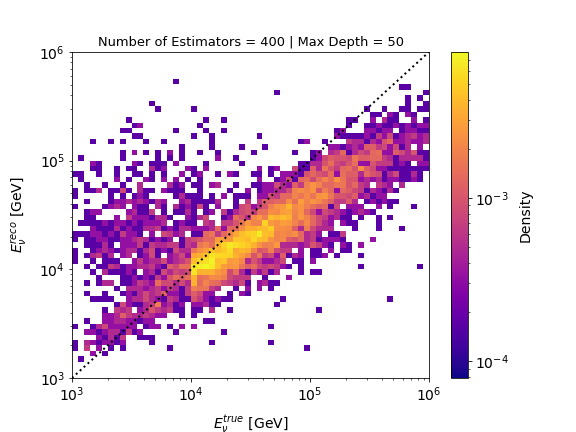 Number of Estimators = 400 | Max Depth = 50
10^6
10^5
10^4
10^3
E_ν^{reco} [GeV]
10^3 10^4 10^5 10^6
E_ν^{true} [GeV]
10^{-3}
10^{-4}
Density